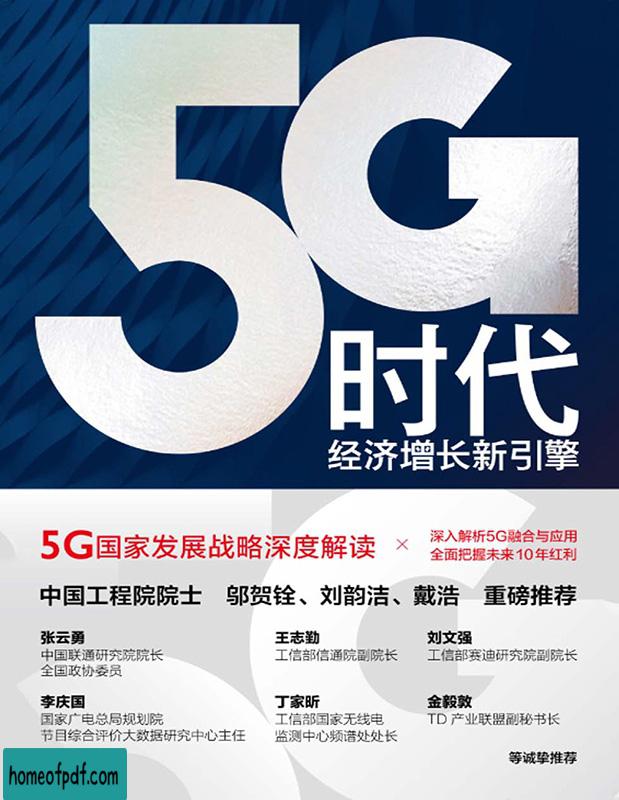 5G
时代
经济增长新引擎
5G国家发展战略深度解读
×
深入解析5G融合与应用
全面把握未来10年红利
中国工程院院士 邬贺铨、刘韵洁、戴浩 重磅推荐
张云勇
中国联通研究院院长
全国政协委员
王志勤
工信部信通院副院长
刘文强
工信部赛迪研究院副院长
李庆国
国家广电总局规划院
节目综合评价大数据研究中心主任
丁家昕
工信部国家无线电
监测中心频谱处处长
金毅敦
TD 产业联盟副秘书长
等诚挚推荐
homeofpdf.com